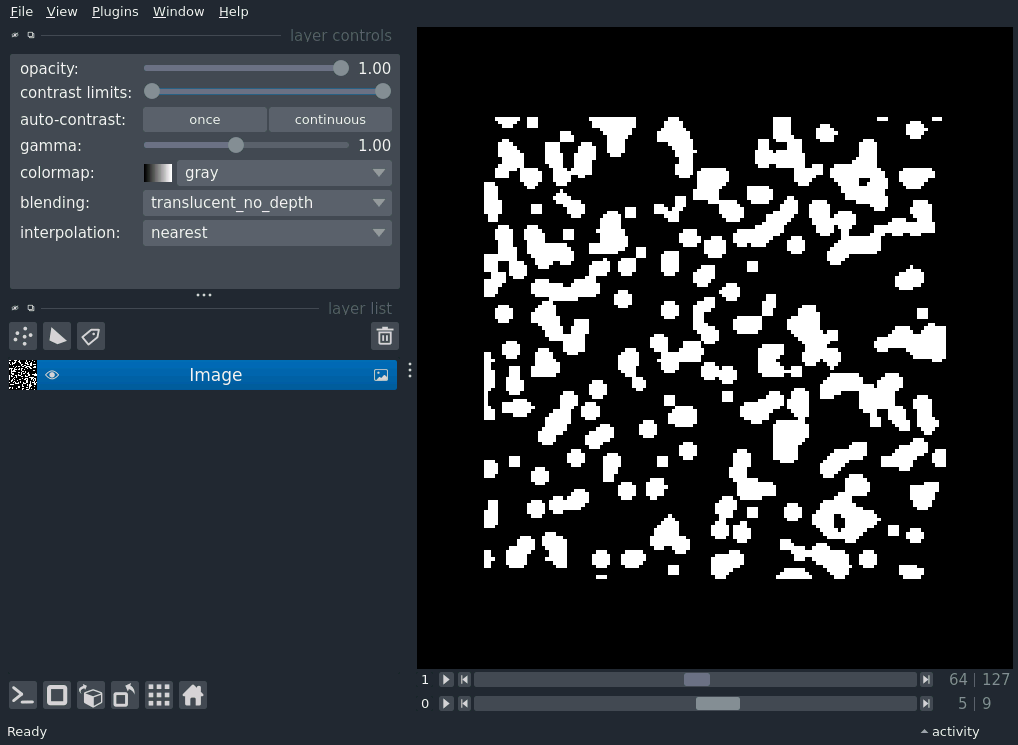 File View Plugins Window Help
layer controls
opacity: 1.00
contrast limits:
auto-contrast: once continuous
gamma: 1.00
colormap: gray
blending: translucent_no_depth
interpolation: nearest
layer list
Image
1 64 | 127
0 5 | 9
Ready activity